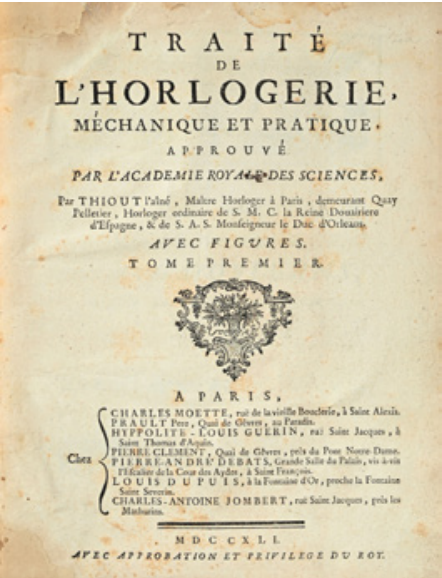 TRAITÉ
DE
L'HORLOGERIE,
MÉCHANIQUE ET PRATIQUE,
APPROUVÉ
PAR L'ACADEMIE ROYALE DES SCIENCES,
Par THIOUT l'aîné, Maître Horloger à Paris, demeurant Quay
Pelletier, Horloger ordinaire de S. M. C. la Reine Douairiere
d'Espagne, & de S. A. S. Monseigneur le Duc d'Orleans.
AVEC FIGURES.
TOME PREMIER.
A PARIS,
Chez
CHARLES MOETTE, ruë de la vieille Bouclerie, à Saint Alexis.
PRAULT Pere, Quai de Gêvres, au Paradis.
HYPPOLITE-LOUIS GUERIN, ruë Saint Jacques, à
Saint Thomas d'Aquin.
PIERRE CLEMENT, Quai de Gêvres, près du Pont Notre-Dame.
PIERRE-ANDRÉ DEBATS, Grande Salle du Palais, vis-à-vis
l'Escalier de la Cour des Aydes, à Saint François.
LOUIS DUPUIS, à la Fontaine d'Or, proche la Fontaine
Saint Severin.
CHARLES-ANTOINE JOMBERT, ruë Saint Jacques, près les
Mathurins.
MDCCXLI.
AVEC APPROBATION ET PRIVILEGE DU ROY.